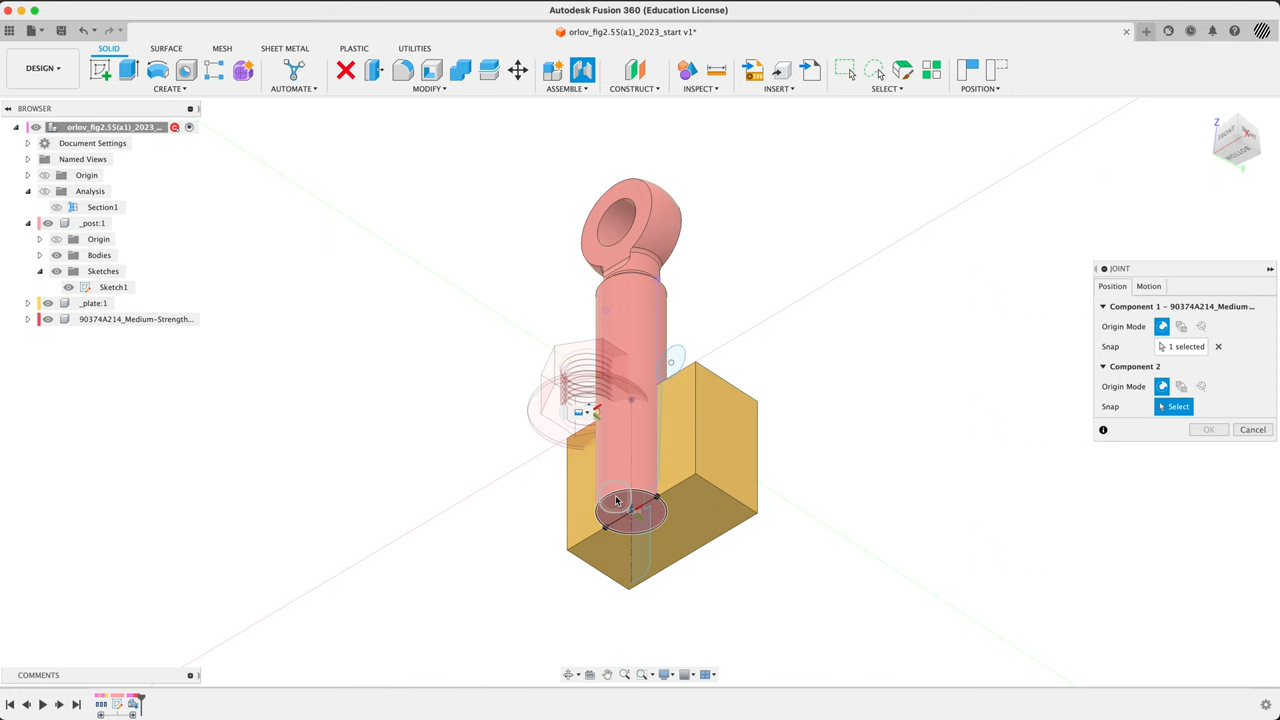 Autodesk Fusion 360 (Education License)
orlov_fig2.55(a1)_2023_start v1*
SOLID SURFACE MESH SHEET METAL PLASTIC UTILITIES
DESIGN
CREATE AUTOMATE MODIFY ASSEMBLE CONSTRUCT INSPECT INSERT SELECT POSITION
BROWSER
orlov_fig2.55(a1)_2023_...
Document Settings
Named Views
Origin
Analysis
Section1
_post:1
Origin
Bodies
Sketches
Sketch1
_plate:1
90374A214_Medium-Strength...
Z
FRONT
X
BOTTOM
Y
JOINT
Position Motion
Component 1 - 90374A214_Medium...
Origin Mode
Snap 1 selected
Component 2
Origin Mode
Snap Select
OK Cancel
COMMENTS